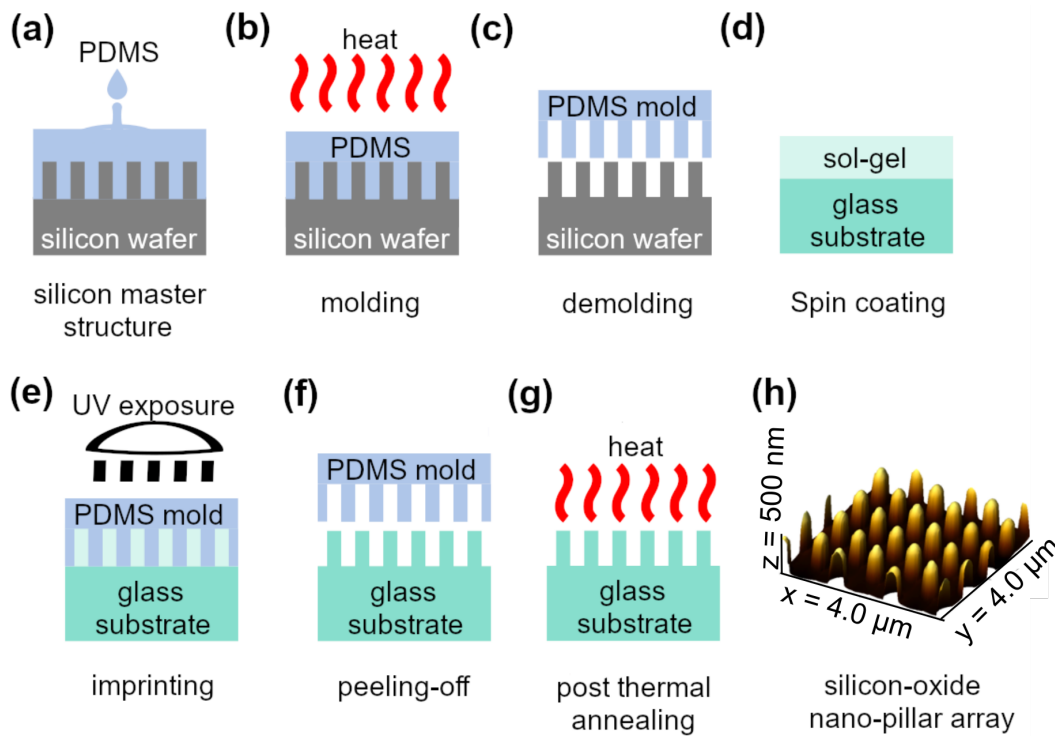 (a)
PDMS
silicon wafer
silicon master
structure
(b)
heat
PDMS
silicon wafer
molding
(c)
PDMS mold
silicon wafer
demolding
(d)
sol-gel
glass
substrate
Spin coating
(e)
UV exposure
PDMS mold
glass
substrate
imprinting
(f)
PDMS mold
glass
substrate
peeling-off
(g)
heat
glass
substrate
post thermal
annealing
(h)
z = 500 nm
x = 4.0 μm
y = 4.0 μm
silicon-oxide
nano-pillar array